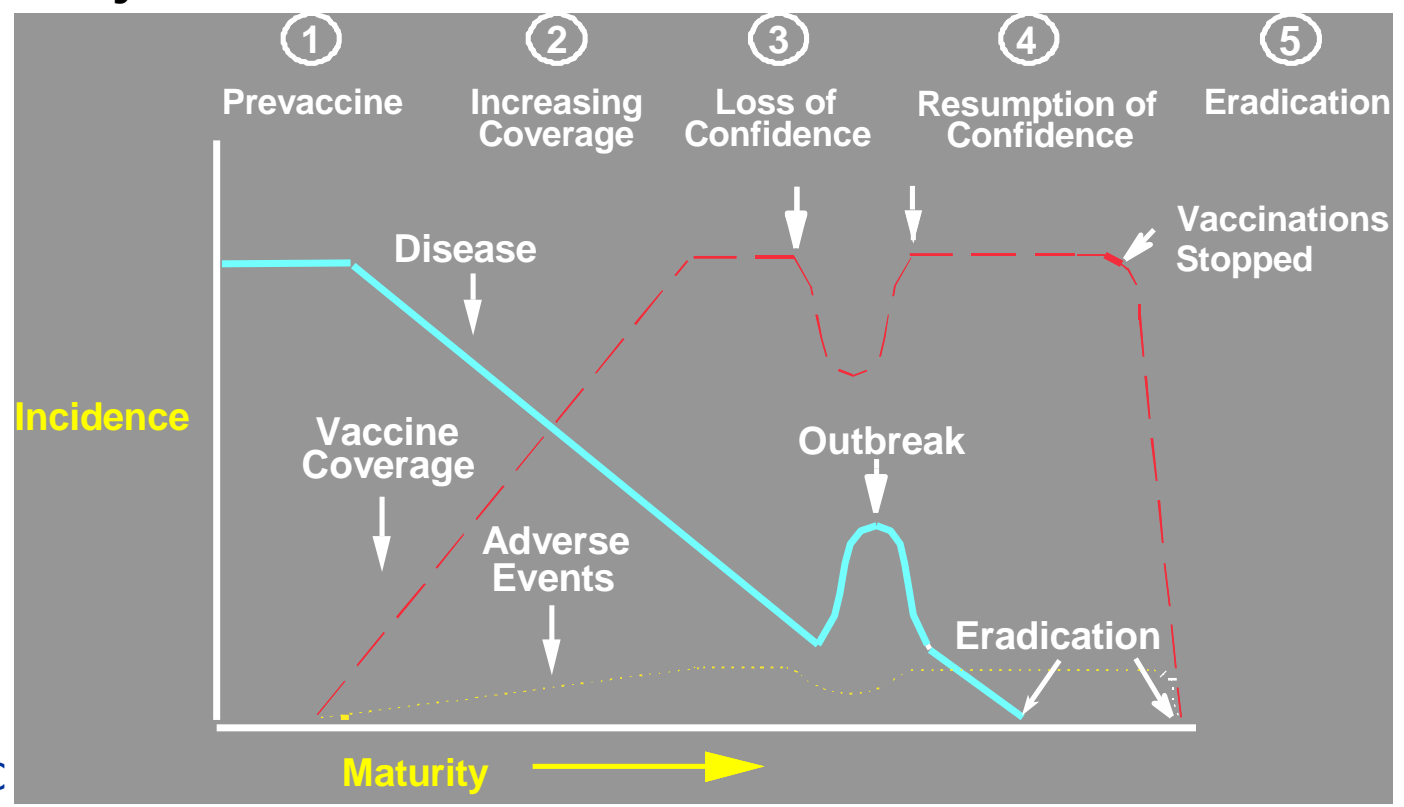 1
2
3
4
5
Prevaccine
Increasing
Coverage
Loss of
Confidence
Resumption of
Confidence
Eradication
Vaccinations
Stopped
Disease
Incidence
Vaccine
Coverage
Outbreak
Adverse
Events
Eradication
Maturity